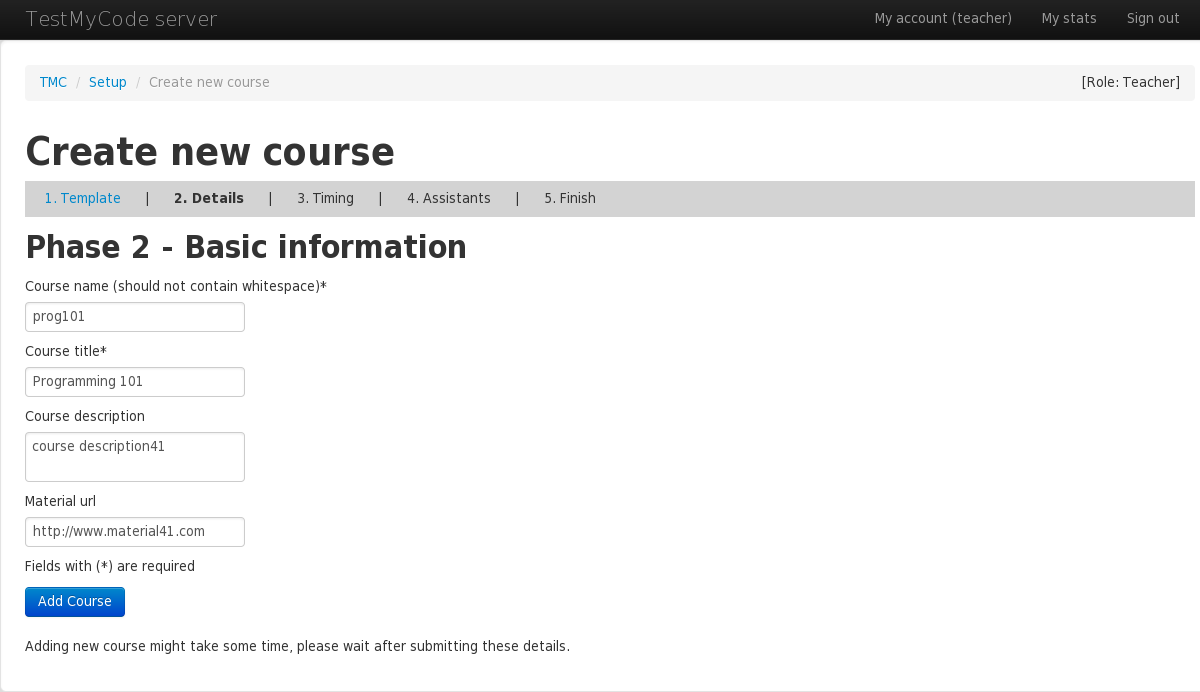 TestMyCode server My account (teacher) My stats Sign out
TMC / Setup / Create new course [Role: Teacher]
Create new course
1. Template | 2. Details | 3. Timing | 4. Assistants | 5. Finish
Phase 2 - Basic information
Course name (should not contain whitespace)*
prog101
Course title*
Programming 101
Course description
course description41
Material url
http://www.material41.com
Fields with (*) are required
Add Course
Adding new course might take some time, please wait after submitting these details.